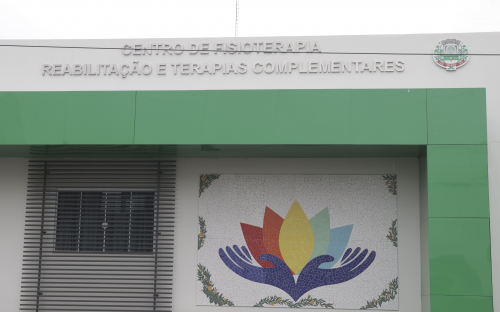 CENTRO DE FISIOTERAPIA
REABILITAÇÃO E TERAPIAS COMPLEMENTARES